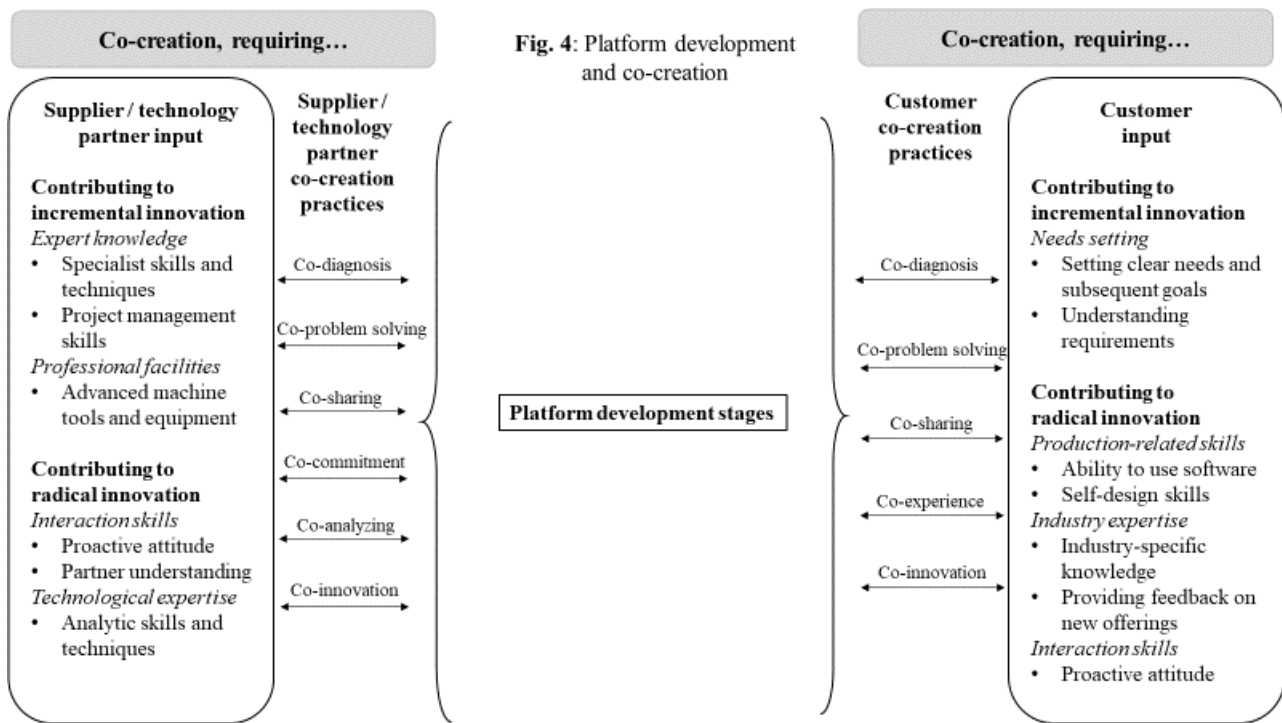 Co-creation, requiring…
Fig. 4: Platform development
and co-creation
Co-creation, requiring…
Supplier / technology
partner input
Contributing to
incremental innovation
Expert knowledge
• Specialist skills and
techniques
• Project management
skills
Professional facilities
• Advanced machine
tools and equipment
Contributing to
radical innovation
Interaction skills
• Proactive attitude
• Partner understanding
Technological expertise
• Analytic skills and
techniques
Supplier /
technology
partner
co-creation
practices
Co-diagnosis
Co-problem solving
Co-sharing
Co-commitment
Co-analyzing
Co-innovation
Platform development stages
Customer
co-creation
practices
Co-diagnosis
Co-problem solving
Co-sharing
Co-experience
Co-innovation
Customer
input
Contributing to
incremental innovation
Needs setting
• Setting clear needs and
subsequent goals
• Understanding
requirements
Contributing to
radical innovation
Production-related skills
• Ability to use software
• Self-design skills
Industry expertise
• Industry-specific
knowledge
• Providing feedback on
new offerings
Interaction skills
• Proactive attitude